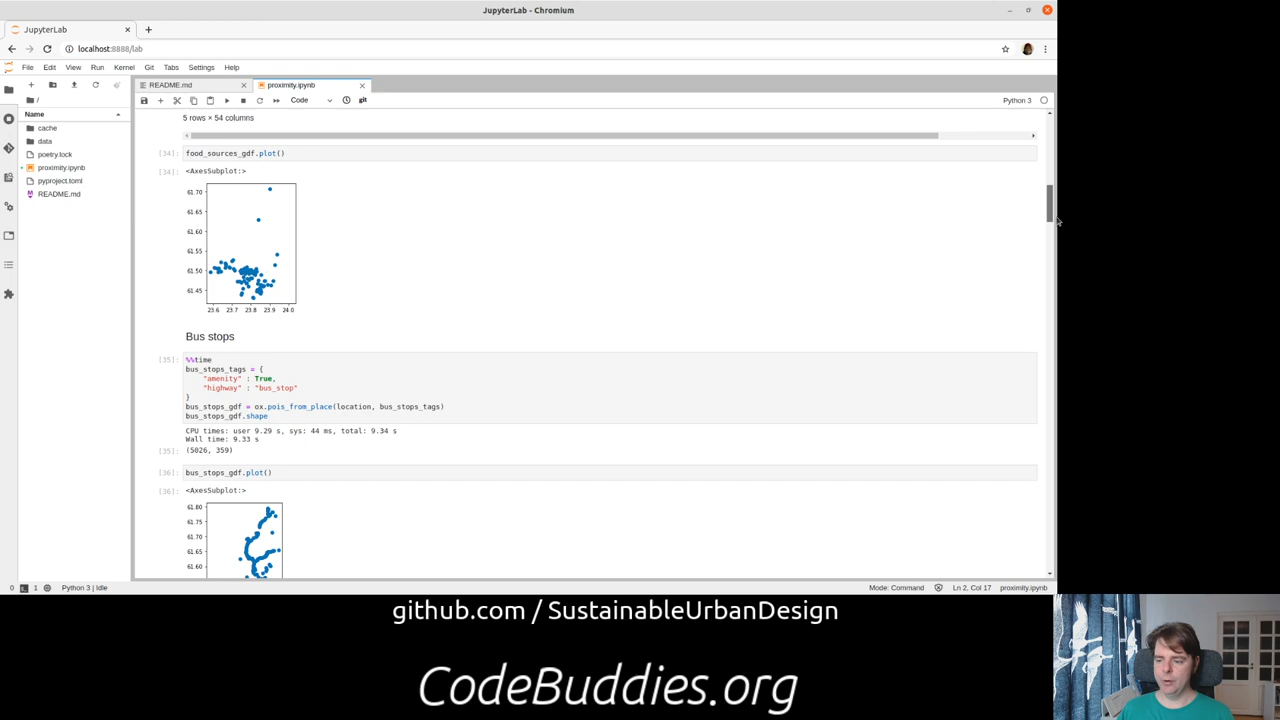 JupyterLab - Chromium
JupyterLab
localhost:8888/lab
File Edit View Run Kernel Git Tabs Settings Help
README.md
proximity.ipynb
Code
git
Python 3
/
Name
cache
data
poetry.lock
proximity.ipynb
pyproject.toml
README.md
5 rows × 54 columns
[34]: food_sources_gdf.plot()
[34]: <AxesSubplot:>
61.70
61.65
61.60
61.55
61.50
61.45
23.6 23.7 23.8 23.9 24.0
Bus stops
[35]: %%time
bus_stops_tags = {
"amenity" : True,
"highway" : "bus_stop"
}
bus_stops_gdf = ox.pois_from_place(location, bus_stops_tags)
bus_stops_gdf.shape
CPU times: user 9.29 s, sys: 44 ms, total: 9.34 s
Wall time: 9.33 s
[35]: (5026, 359)
[36]: bus_stops_gdf.plot()
[36]: <AxesSubplot:>
61.80
61.75
61.70
61.65
61.60
0 1 Python 3 | Idle
Mode: Command Ln 2, Col 17 proximity.ipynb
github.com / SustainableUrbanDesign
CodeBuddies.org